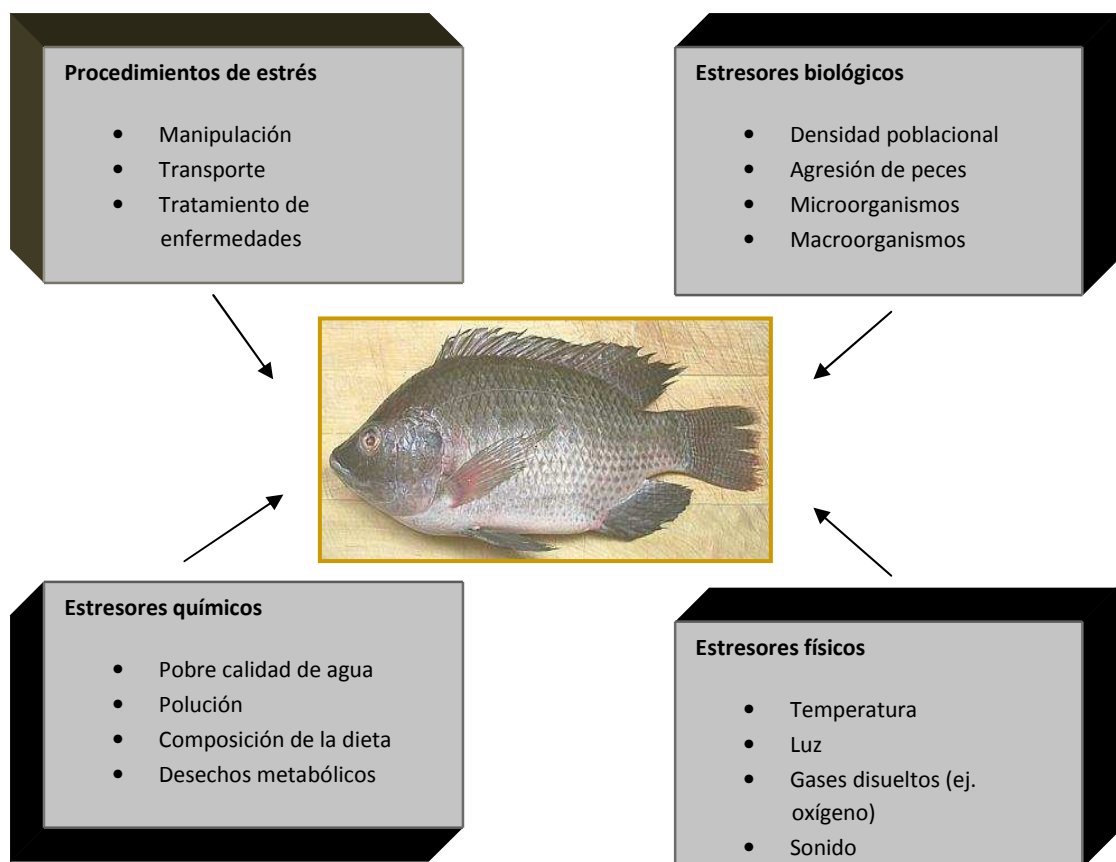 Procedimientos de estrés
• Manipulación
• Transporte
• Tratamiento de
enfermedades
Estresores biológicos
• Densidad poblacional
• Agresión de peces
• Microorganismos
• Macroorganismos
Estresores químicos
• Pobre calidad de agua
• Polución
• Composición de la dieta
• Desechos metabólicos
Estresores físicos
• Temperatura
• Luz
• Gases disueltos (ej.
oxígeno)
• Sonido